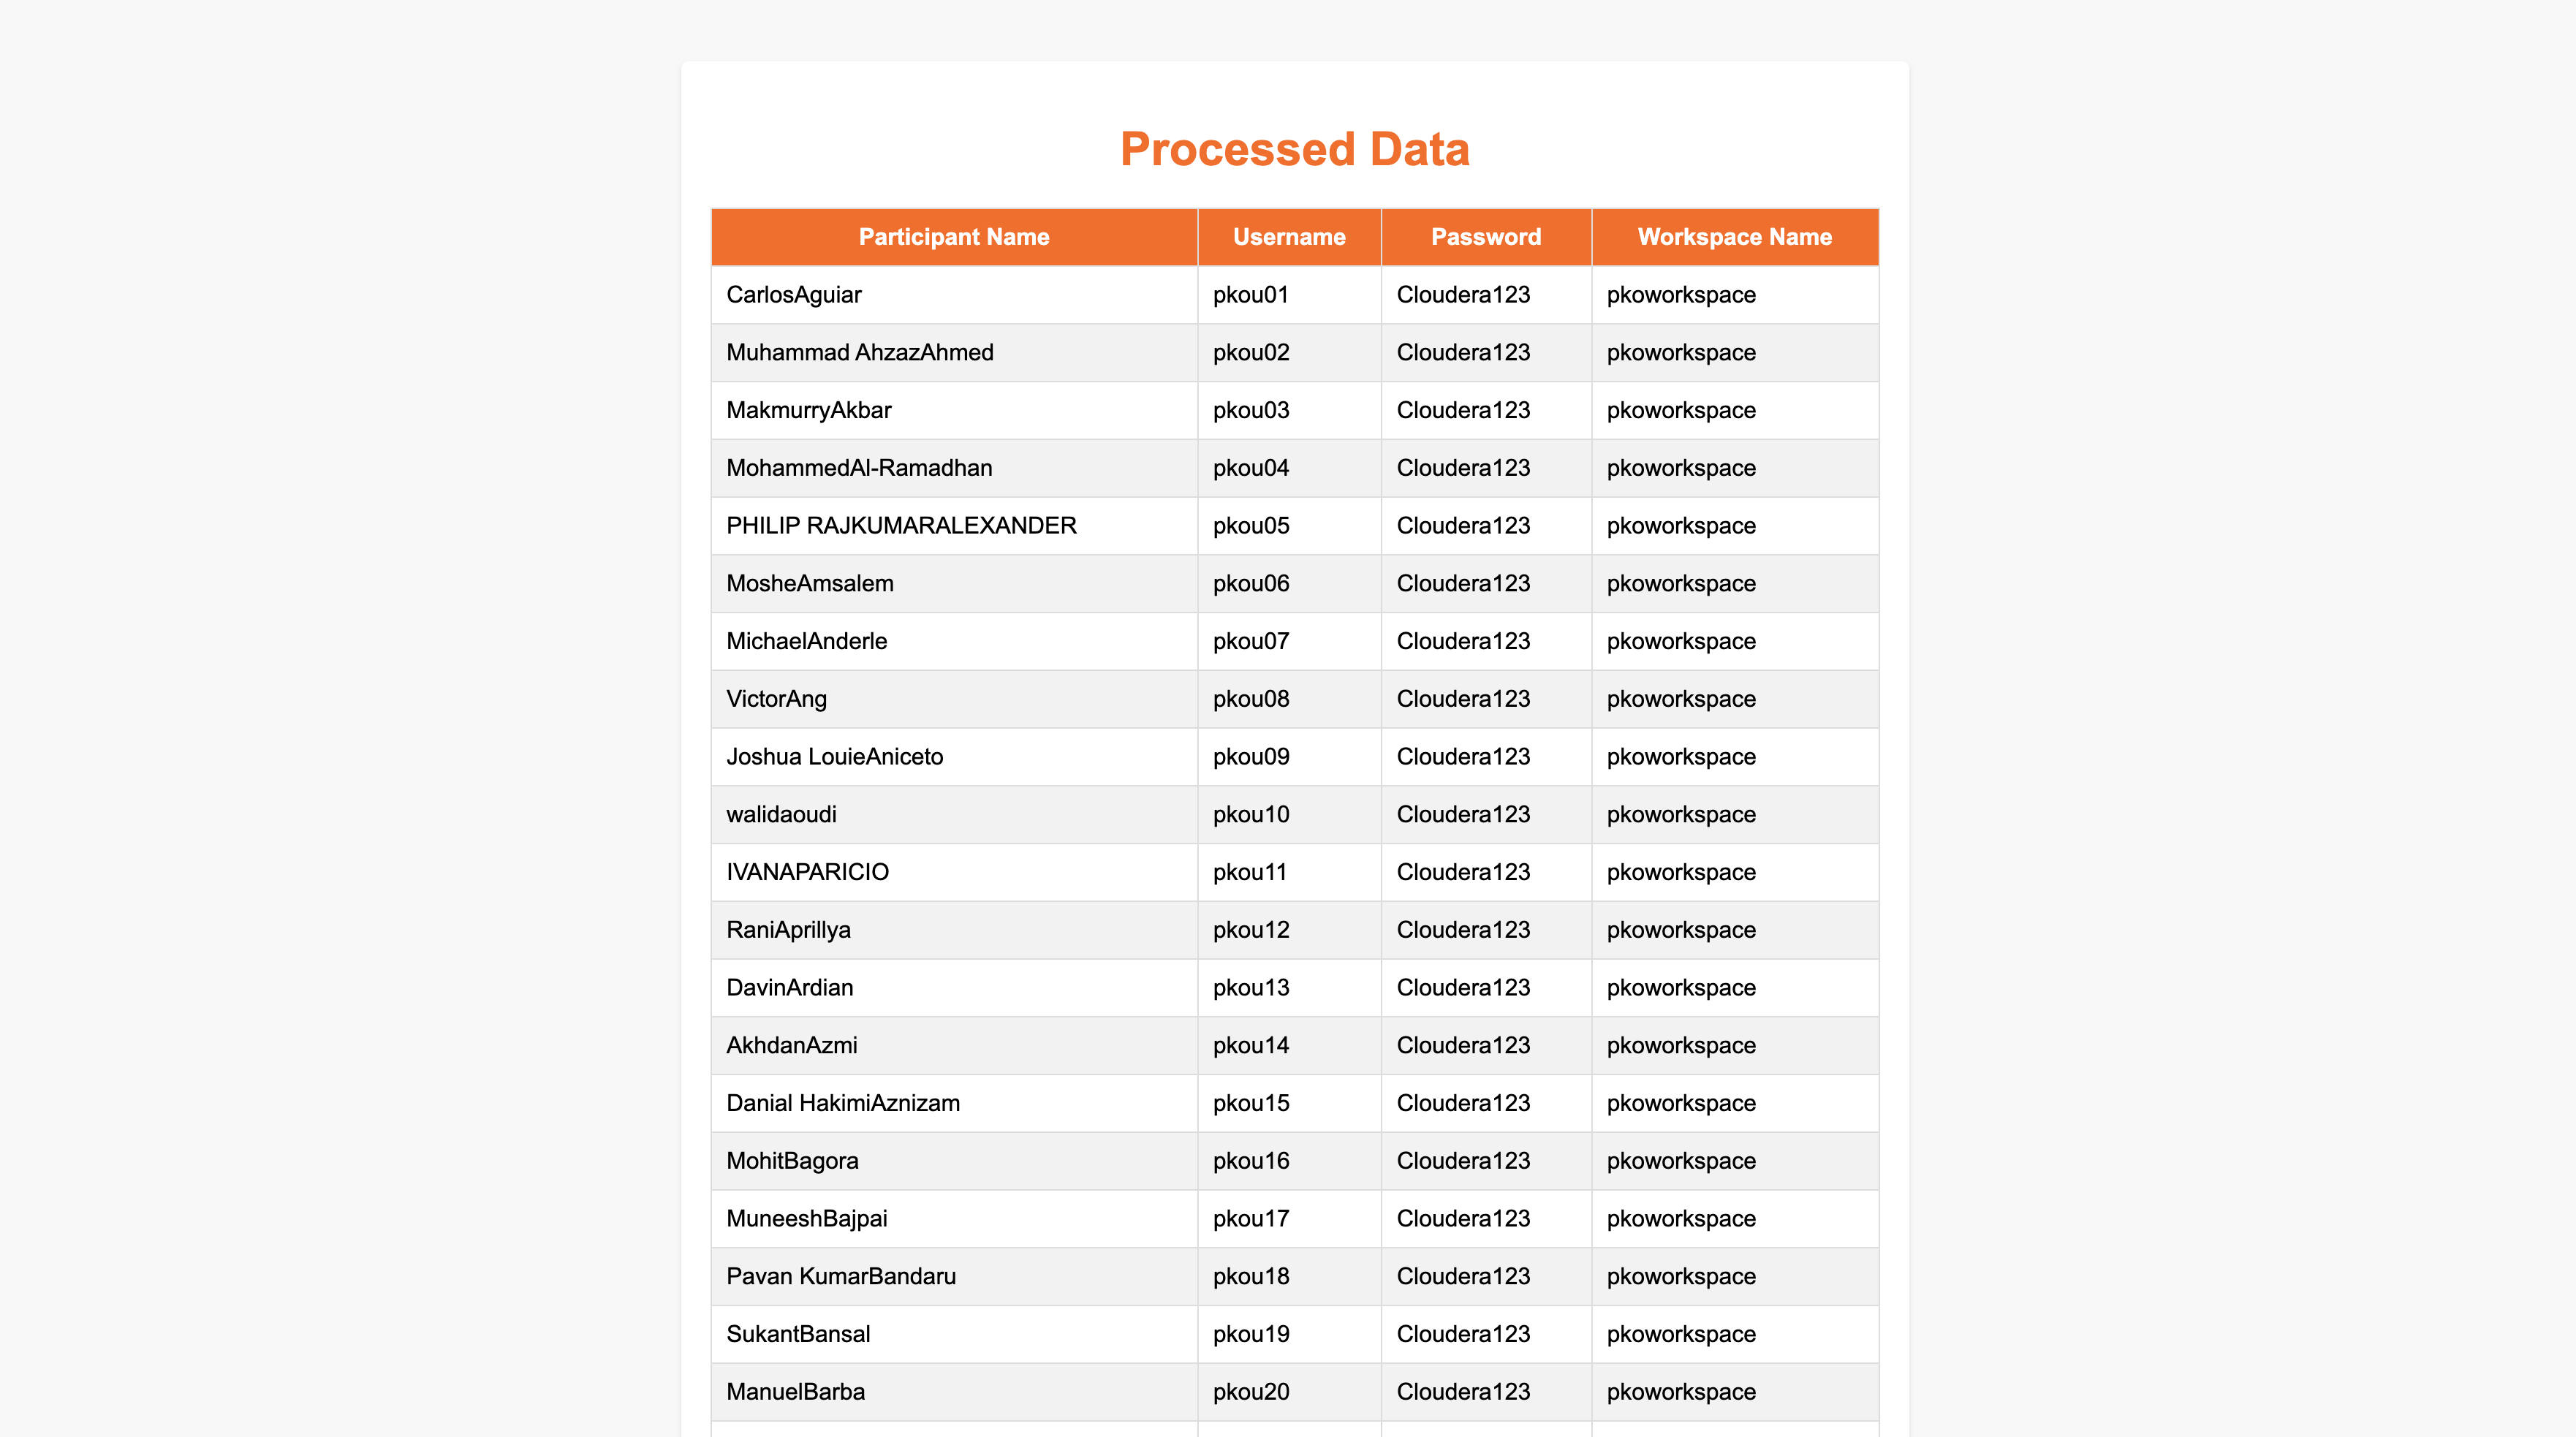 Processed Data
Participant Name Username Password Workspace Name
CarlosAguiar pkou01 Cloudera123 pkoworkspace
Muhammad AhzazAhmed pkou02 Cloudera123 pkoworkspace
MakmurryAkbar pkou03 Cloudera123 pkoworkspace
MohammedAl-Ramadhan pkou04 Cloudera123 pkoworkspace
PHILIP RAJKUMARALEXANDER pkou05 Cloudera123 pkoworkspace
MosheAmsalem pkou06 Cloudera123 pkoworkspace
MichaelAnderle pkou07 Cloudera123 pkoworkspace
VictorAng pkou08 Cloudera123 pkoworkspace
Joshua LouieAniceto pkou09 Cloudera123 pkoworkspace
walidaoudi pkou10 Cloudera123 pkoworkspace
IVANAPARICIO pkou11 Cloudera123 pkoworkspace
RaniAprillya pkou12 Cloudera123 pkoworkspace
DavinArdian pkou13 Cloudera123 pkoworkspace
AkhdanAzmi pkou14 Cloudera123 pkoworkspace
Danial HakimiAznizam pkou15 Cloudera123 pkoworkspace
MohitBagora pkou16 Cloudera123 pkoworkspace
MuneeshBajpai pkou17 Cloudera123 pkoworkspace
Pavan KumarBandaru pkou18 Cloudera123 pkoworkspace
SukantBansal pkou19 Cloudera123 pkoworkspace
ManuelBarba pkou20 Cloudera123 pkoworkspace